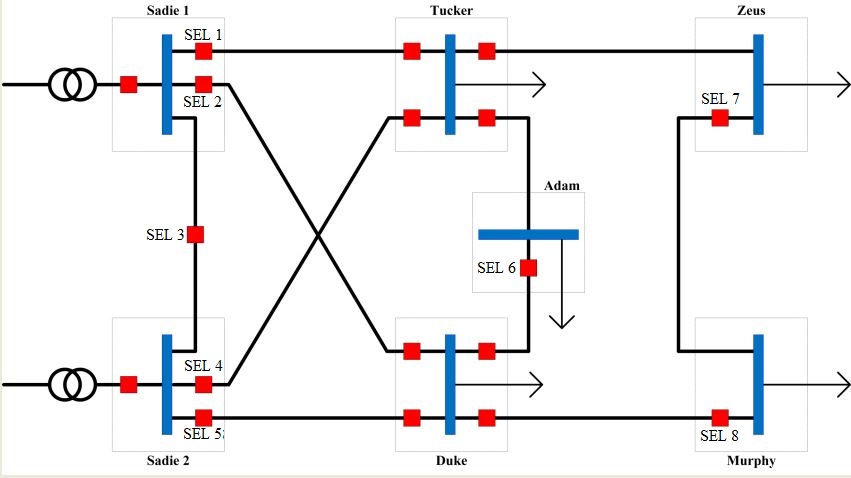 Sadie 1
Tucker
Zeus
SEL 1
SEL 2
SEL 7
Adam
SEL 3
SEL 6
SEL 4
SEL 5
SEL 8
Sadie 2
Duke
Murphy